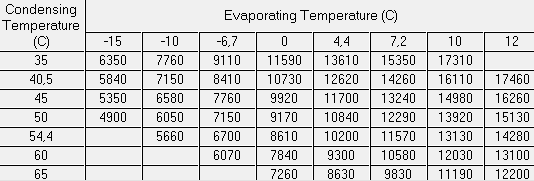 Condensing Temperature (C) Evaporating Temperature (C)
-15 -10 -6,7 0 4,4 7,2 10 12
35 6350 7760 9110 11590 13610 15350 17310
40,5 5840 7150 8410 10730 12620 14260 16110 17460
45 5350 6580 7760 9920 11700 13240 14980 16260
50 4900 6050 7150 9170 10840 12290 13920 15130
54,4 5660 6700 8610 10200 11570 13130 14280
60 6070 7840 9300 10580 12030 13100
65 7260 8630 9830 11190 12200